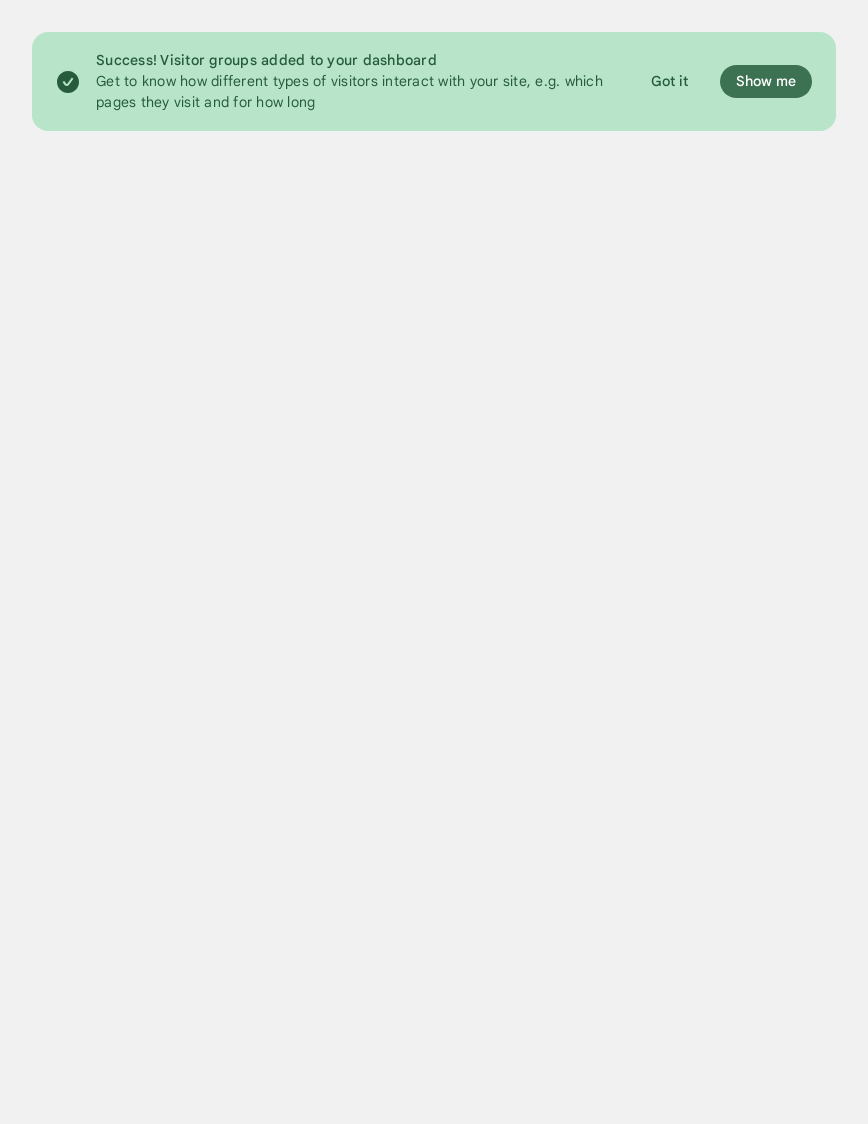 Success! Visitor groups added to your dashboard
Get to know how different types of visitors interact with your site, e.g. which
pages they visit and for how long
Got it
Show me